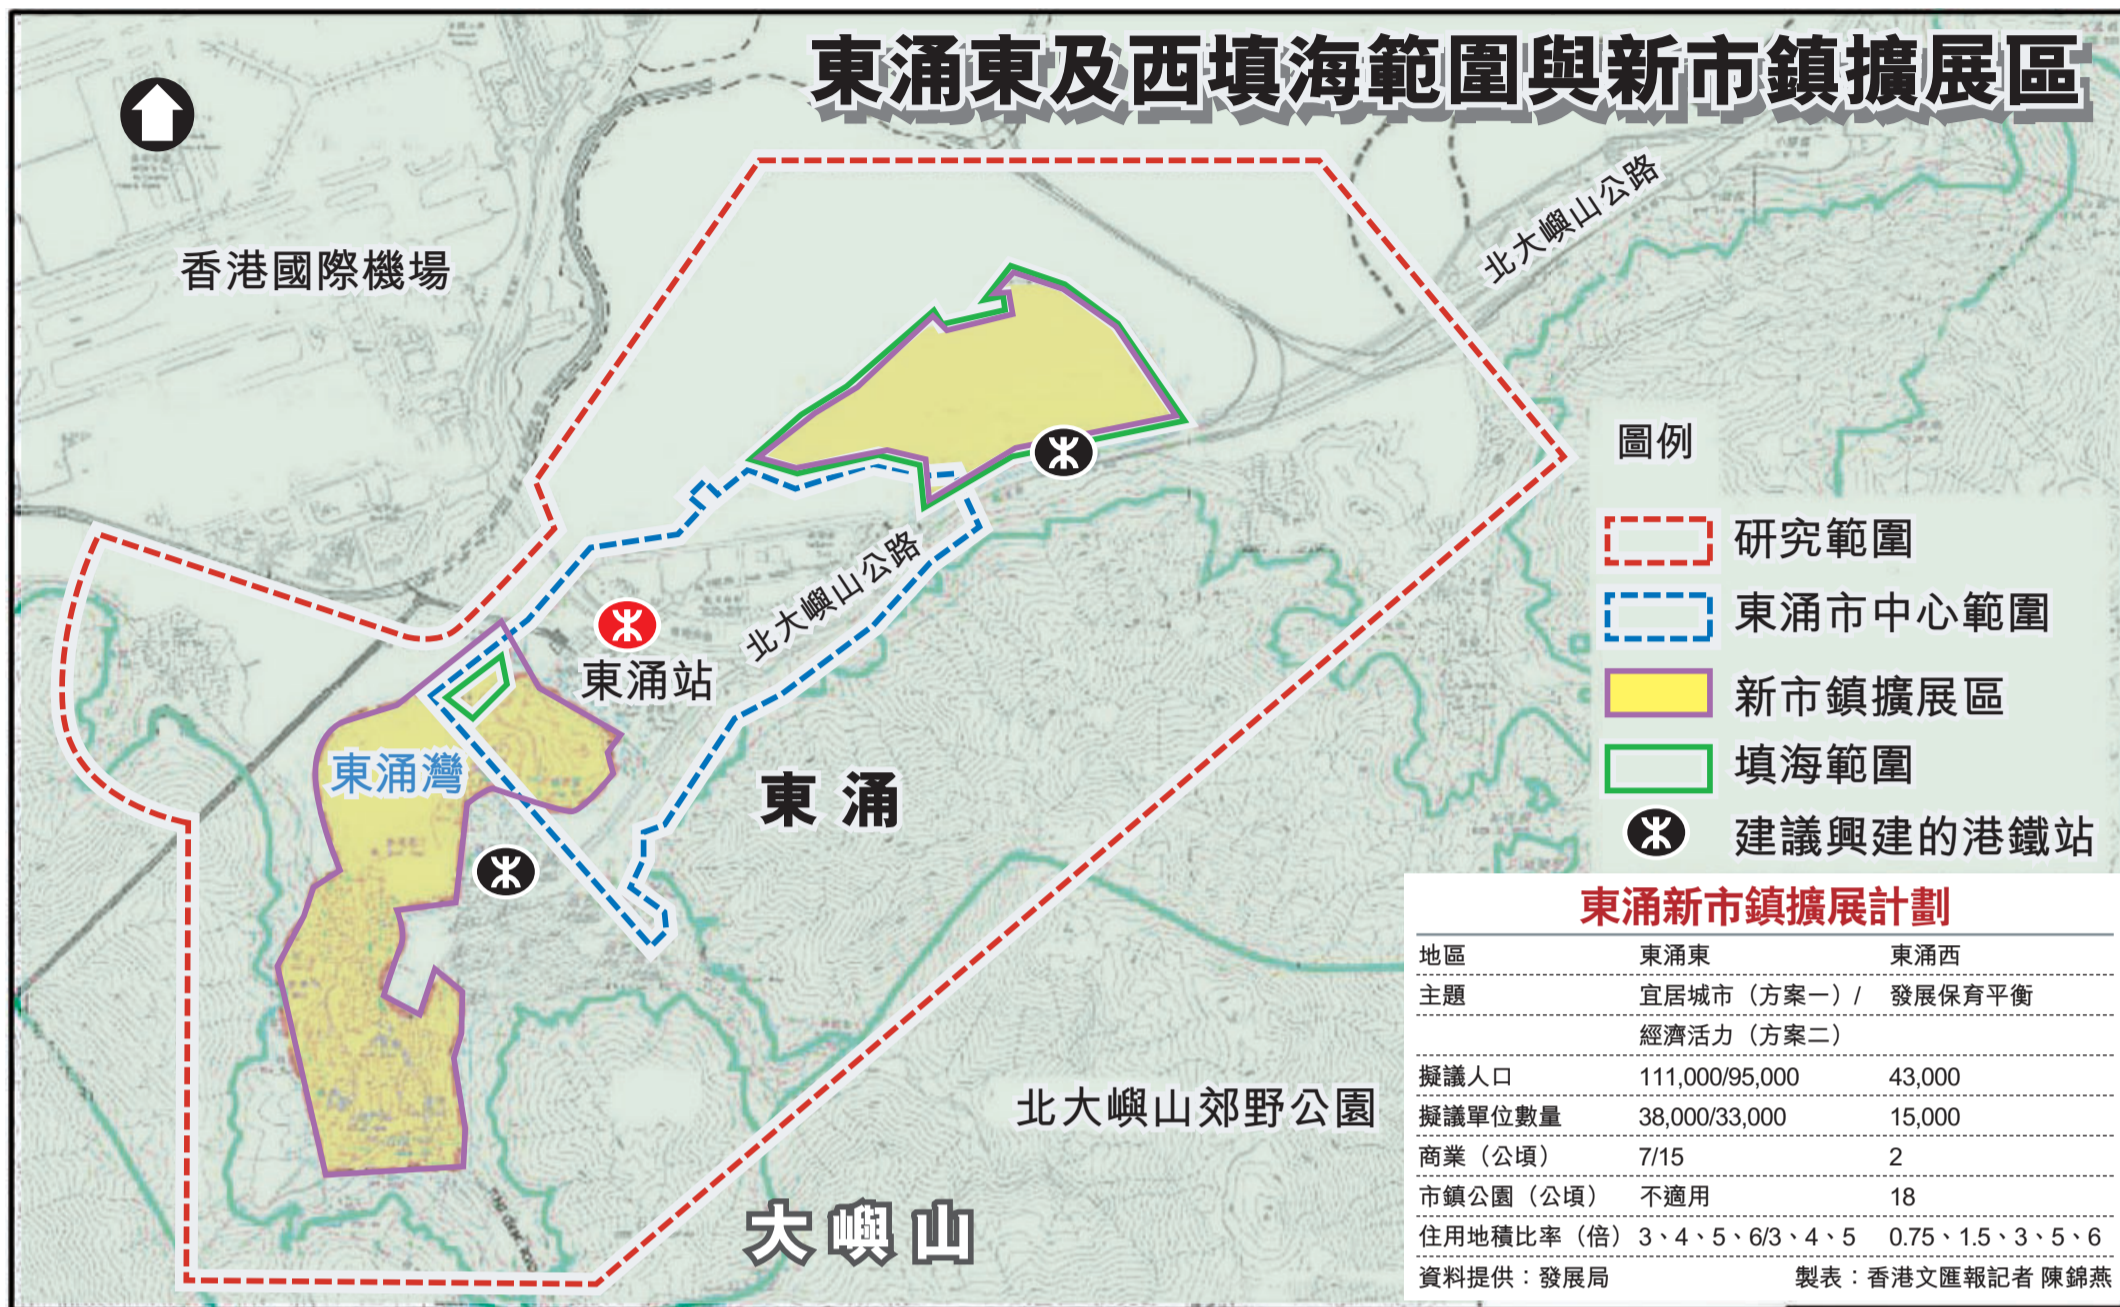 東涌東及西填海範圍與新市鎮擴展區
香港國際機場
北大嶼山公路
北大嶼山公路
東涌站
東涌灣
東涌
北大嶼山郊野公園
大嶼山
圖例
研究範圍
東涌市中心範圍
新市鎮擴展區
填海範圍
建議興建的港鐵站
東涌新市鎮擴展計劃
地區 東涌東 東涌西
主題 宜居城市（方案一）/ 發展保育平衡
經濟活力（方案二）
擬議人口 111,000/95,000 43,000
擬議單位數量 38,000/33,000 15,000
商業（公頃） 7/15 2
市鎮公園（公頃） 不適用 18
住用地積比率（倍） 3、4、5、6/3、4、5 0.75、1.5、3、5、6
資料提供：發展局 製表：香港文匯報記者 陳錦燕